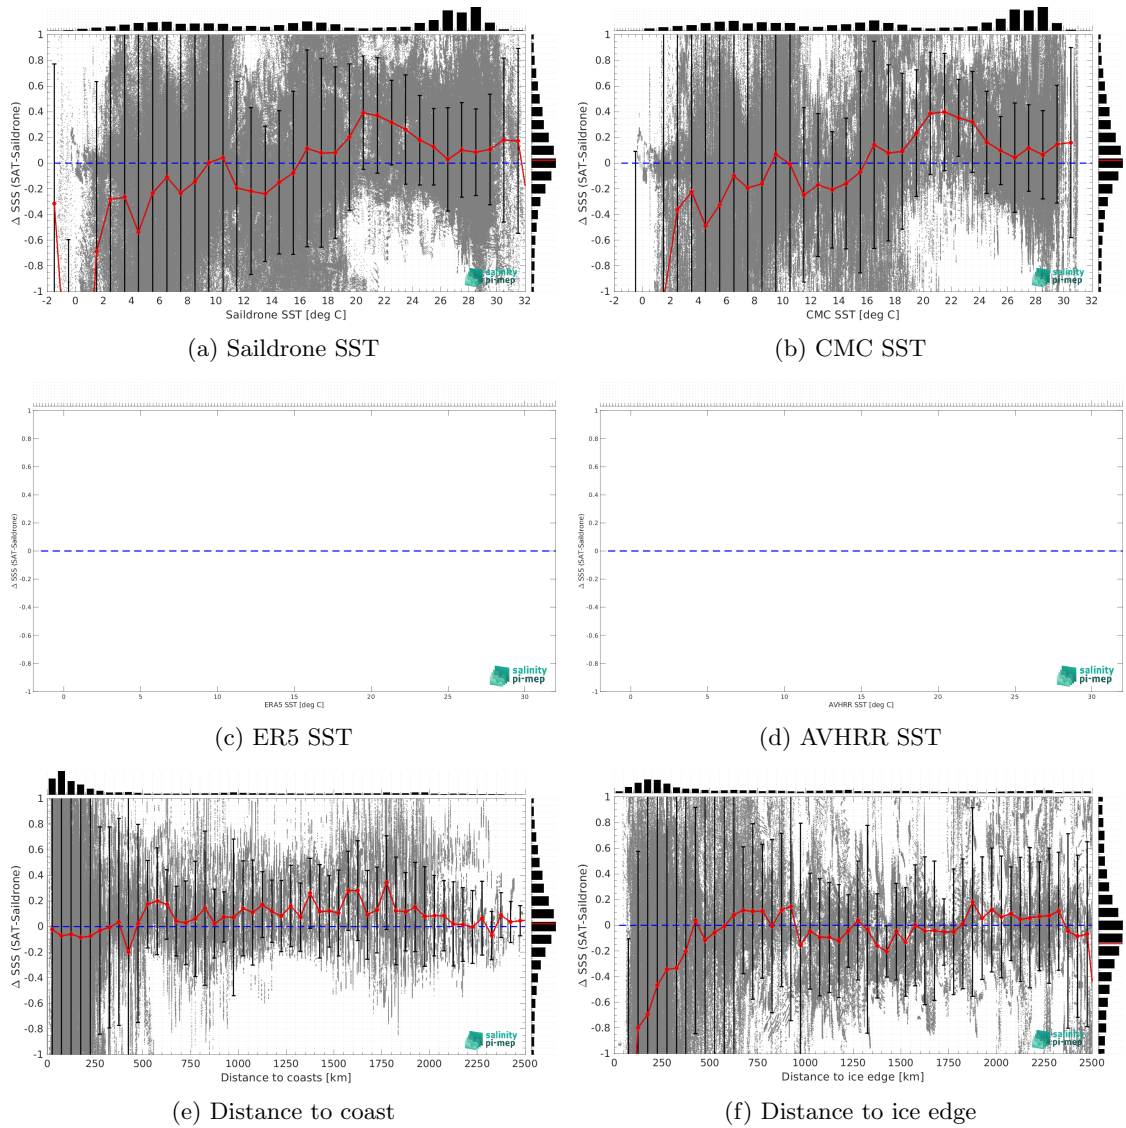 1
0.8
0.6
0.4
0.2
0
-0.2
-0.4
-0.6
-0.8
-1
Δ SSS (SAT-Saildrone)
-2 0 2 4 6 8 10 12 14 16 18 20 22 24 26 28 30 32
Saildrone SST [deg C]
salinity
pi-mep
(a) Saildrone SST
1
0.8
0.6
0.4
0.2
0
-0.2
-0.4
-0.6
-0.8
-1
Δ SSS (SAT-Saildrone)
-2 0 2 4 6 8 10 12 14 16 18 20 22 24 26 28 30 32
CMC SST [deg C]
salinity
pi-mep
(b) CMC SST
1
0.8
0.6
0.4
0.2
0
-0.2
-0.4
-0.6
-0.8
-1
Δ SSS (SAT-Saildrone)
0 5 10 15 20 25 30
ERA5 SST [deg C]
salinity
pi-mep
(c) ER5 SST
1
0.8
0.6
0.4
0.2
0
-0.2
-0.4
-0.6
-0.8
-1
Δ SSS (SAT-Saildrone)
0 5 10 15 20 25 30
AVHRR SST [deg C]
salinity
pi-mep
(d) AVHRR SST
1
0.8
0.6
0.4
0.2
0
-0.2
-0.4
-0.6
-0.8
-1
Δ SSS (SAT-Saildrone)
0 250 500 750 1000 1250 1500 1750 2000 2250 2500
Distance to coasts [km]
salinity
pi-mep
(e) Distance to coast
1
0.8
0.6
0.4
0.2
0
-0.2
-0.4
-0.6
-0.8
-1
Δ SSS (SAT-Saildrone)
0 250 500 750 1000 1250 1500 1750 2000 2250 2500
Distance to ice edge [km]
salinity
pi-mep
(f) Distance to ice edge